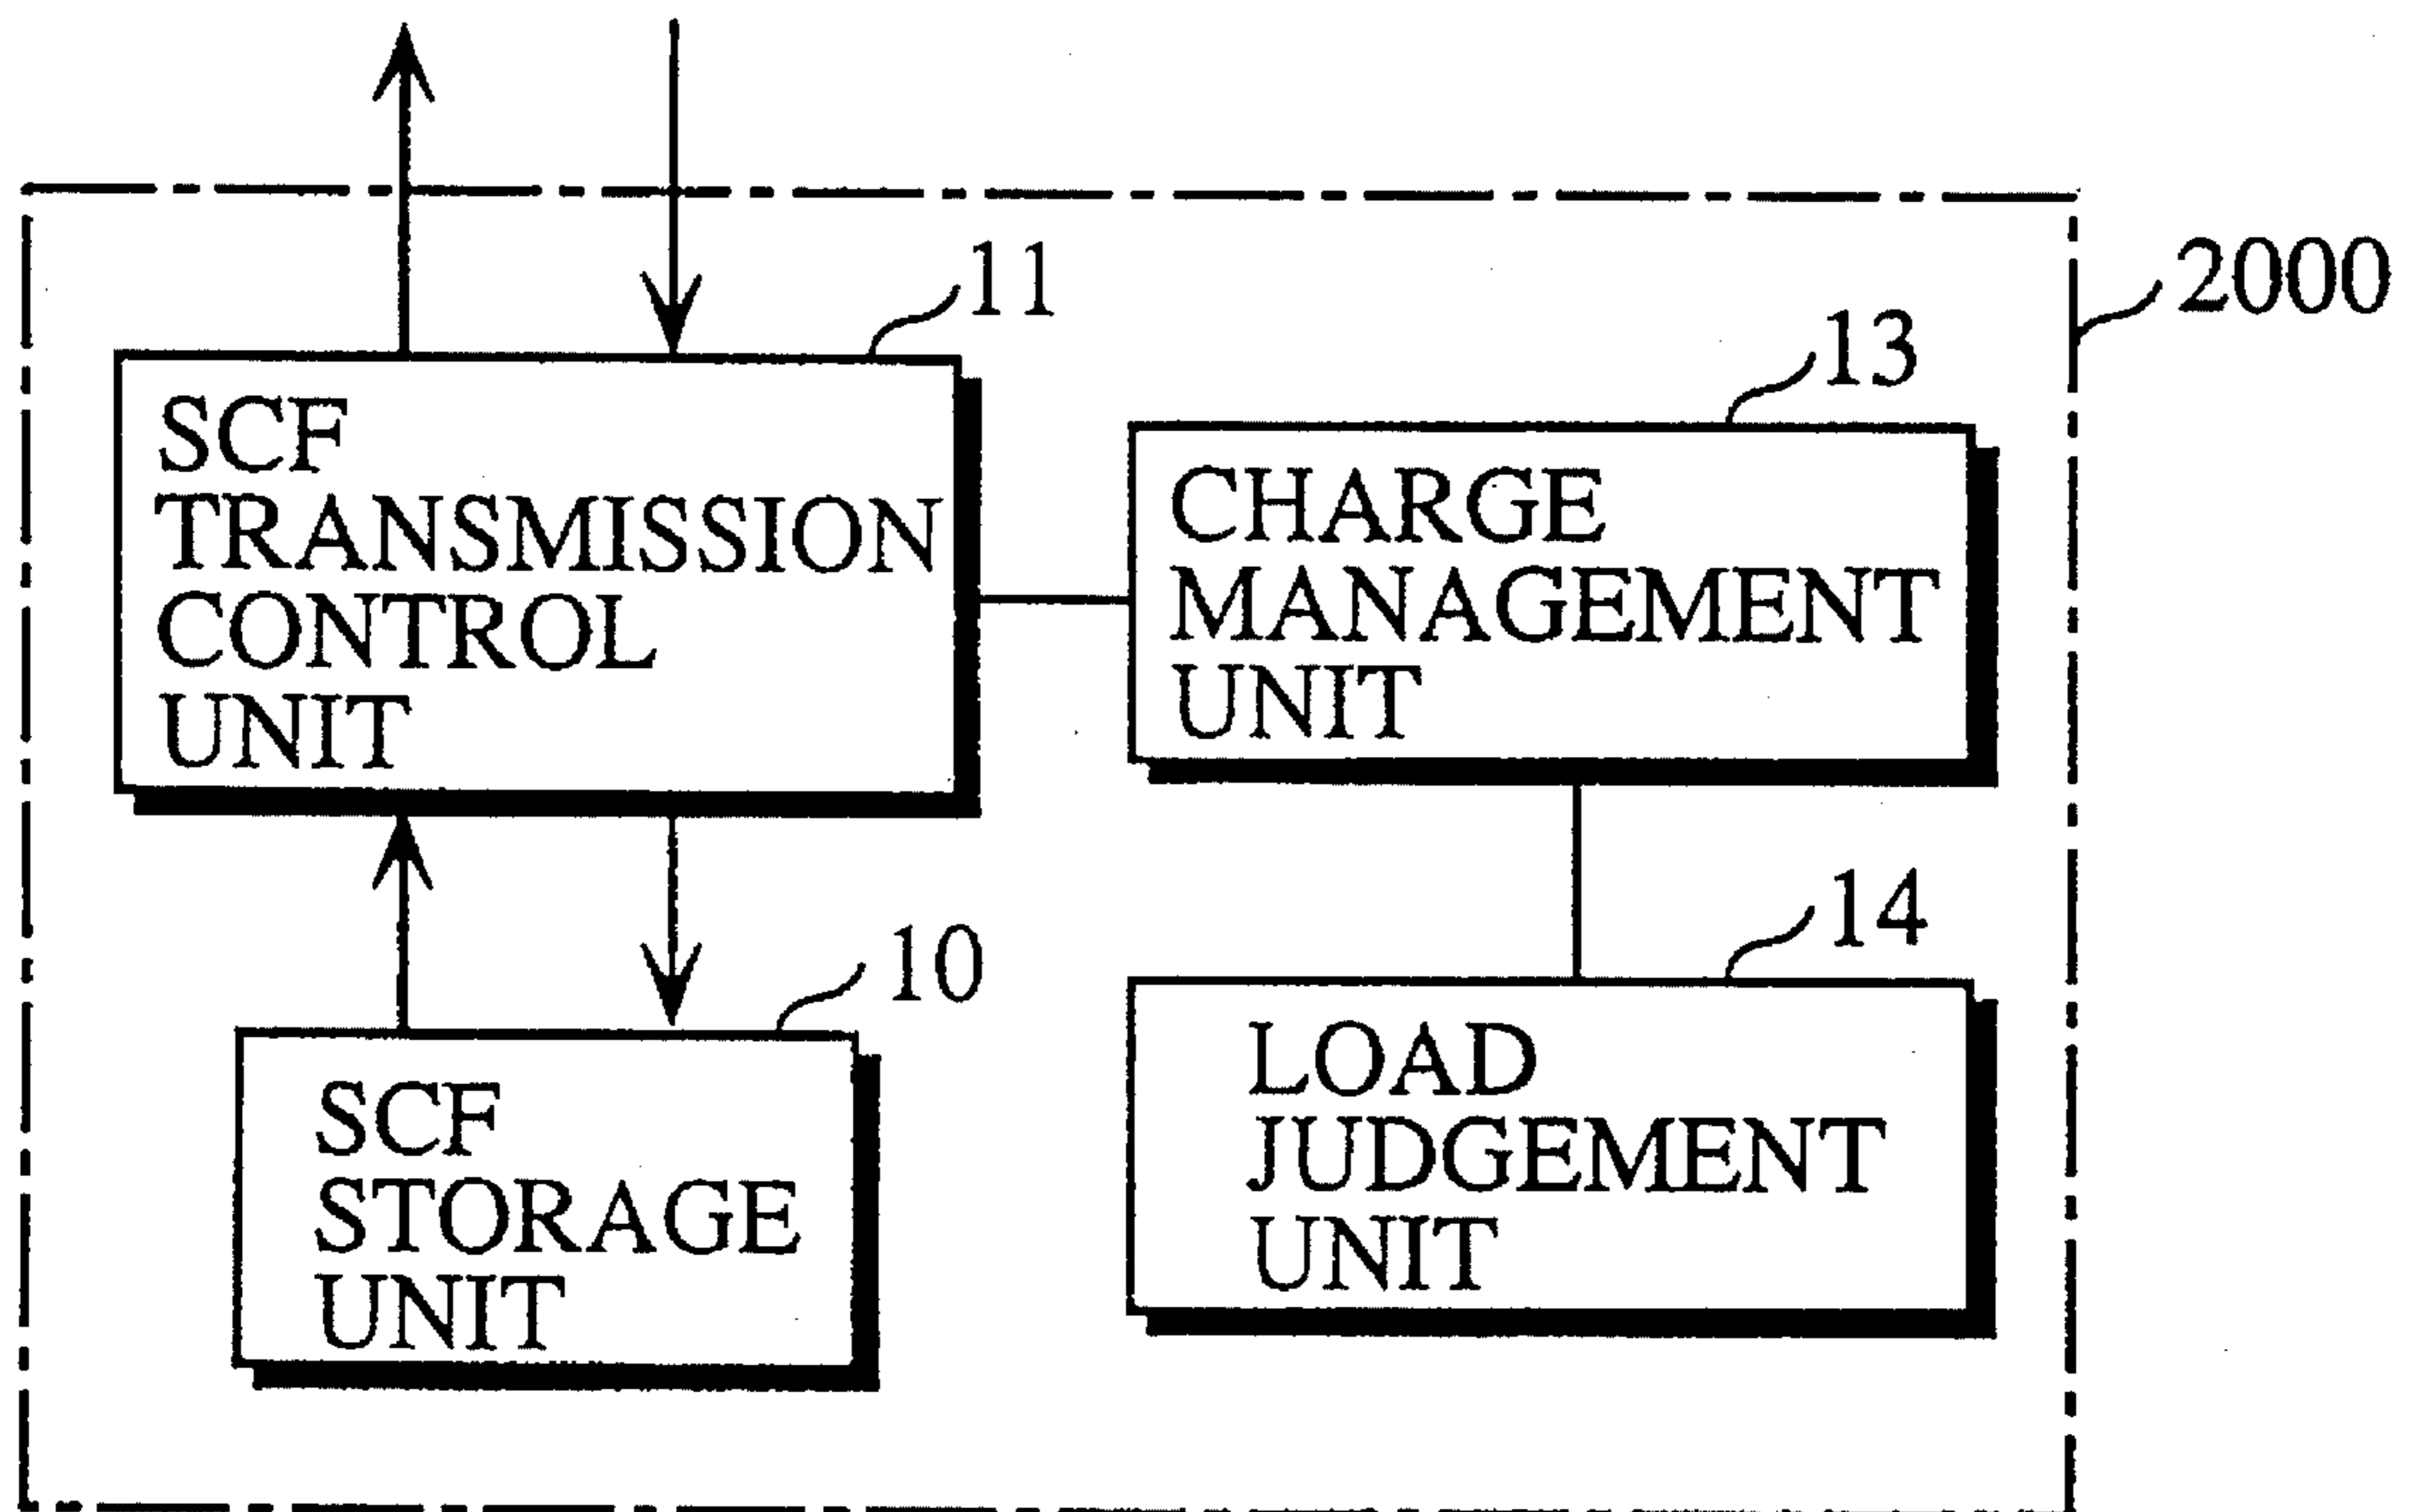 11
2000
13
SCF
TRANSMISSION
CONTROL
UNIT
CHARGE
MANAGEMENT
UNIT
10
14
SCF
STORAGE
UNIT
LOAD
JUDGEMENT
UNIT